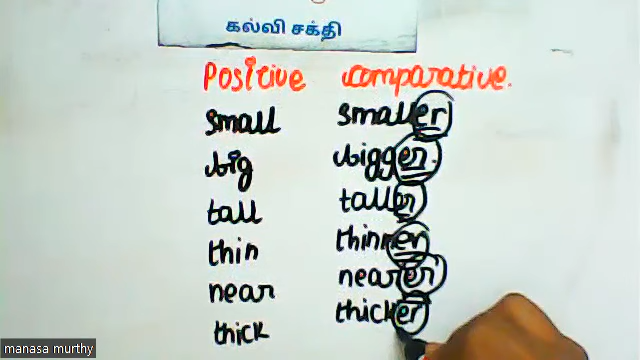 கல்வி சக்தி
Positive comparative.
small smaller
big bigger.
tall taller
thin thinner
near nearer
thick thicker
manasa murthy